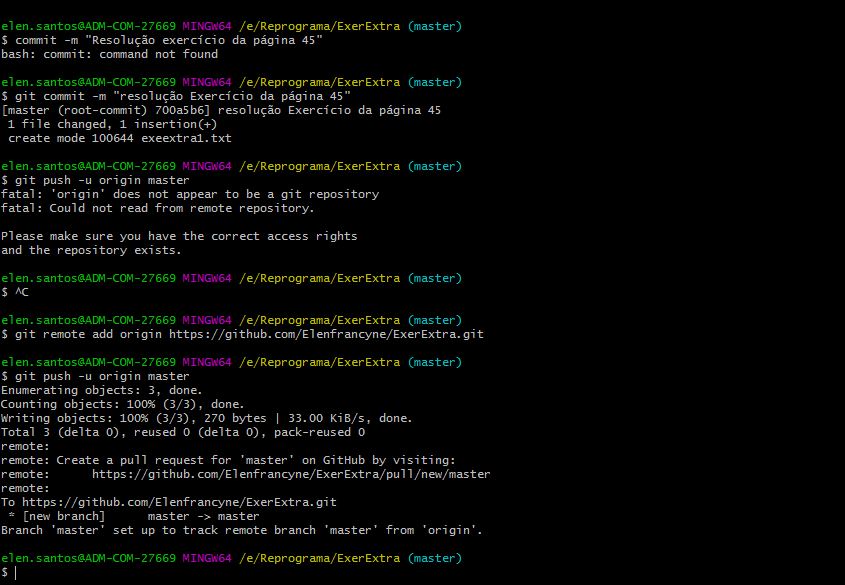 elen.santos@ADM-COM-27669 MINGW64 /e/Reprograma/ExerExtra (master)
$ commit -m "Resolução exercício da página 45"
bash: commit: command not found
elen.santos@ADM-COM-27669 MINGW64 /e/Reprograma/ExerExtra (master)
$ git commit -m "resolução Exercício da página 45"
[master (root-commit) 700a5b6] resolução Exercício da página 45
 1 file changed, 1 insertion(+)
 create mode 100644 exeextra1.txt
elen.santos@ADM-COM-27669 MINGW64 /e/Reprograma/ExerExtra (master)
$ git push -u origin master
fatal: 'origin' does not appear to be a git repository
fatal: Could not read from remote repository.
Please make sure you have the correct access rights
and the repository exists.
elen.santos@ADM-COM-27669 MINGW64 /e/Reprograma/ExerExtra (master)
$ ^C
elen.santos@ADM-COM-27669 MINGW64 /e/Reprograma/ExerExtra (master)
$ git remote add origin https://github.com/Elenfrancyne/ExerExtra.git
elen.santos@ADM-COM-27669 MINGW64 /e/Reprograma/ExerExtra (master)
$ git push -u origin master
Enumerating objects: 3, done.
Counting objects: 100% (3/3), done.
Writing objects: 100% (3/3), 270 bytes | 33.00 KiB/s, done.
Total 3 (delta 0), reused 0 (delta 0), pack-reused 0
remote:
remote: Create a pull request for 'master' on GitHub by visiting:
remote:      https://github.com/Elenfrancyne/ExerExtra/pull/new/master
remote:
To https://github.com/Elenfrancyne/ExerExtra.git
 * [new branch]      master -> master
Branch 'master' set up to track remote branch 'master' from 'origin'.
elen.santos@ADM-COM-27669 MINGW64 /e/Reprograma/ExerExtra (master)
$